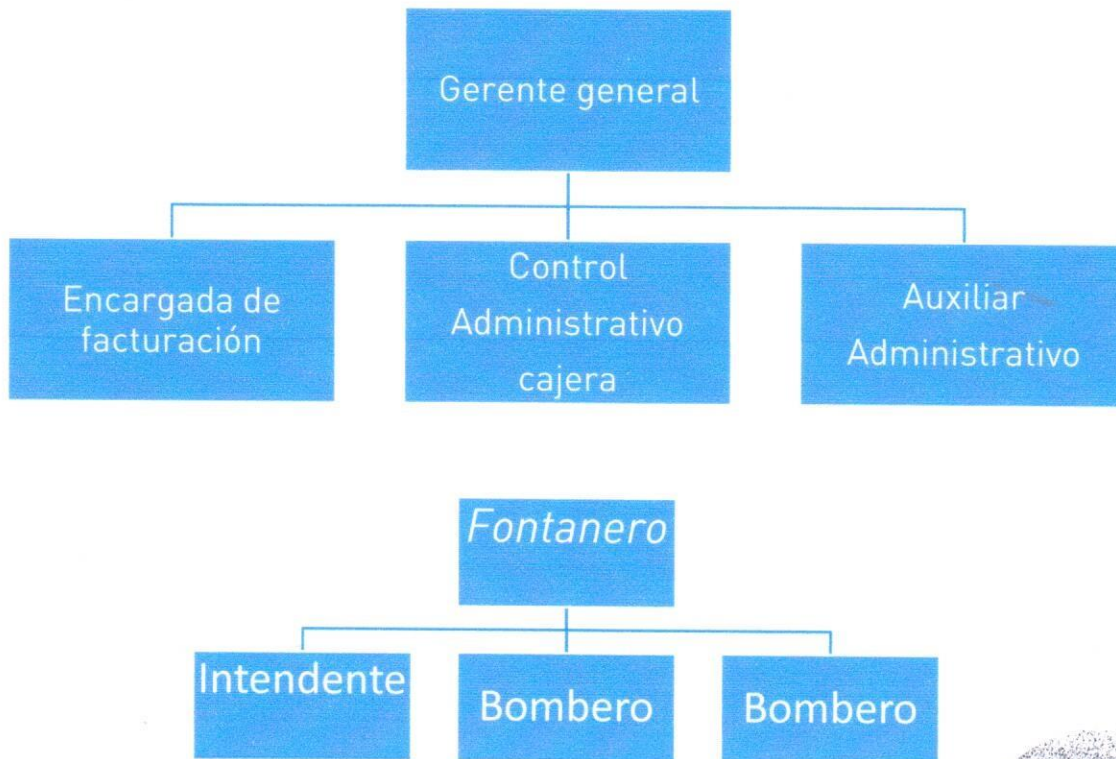 Gerente general
Encargada de
facturación
Control
Administrativo
cajera
Auxiliar
Administrativo
Fontanero
Intendente
Bombero
Bombero